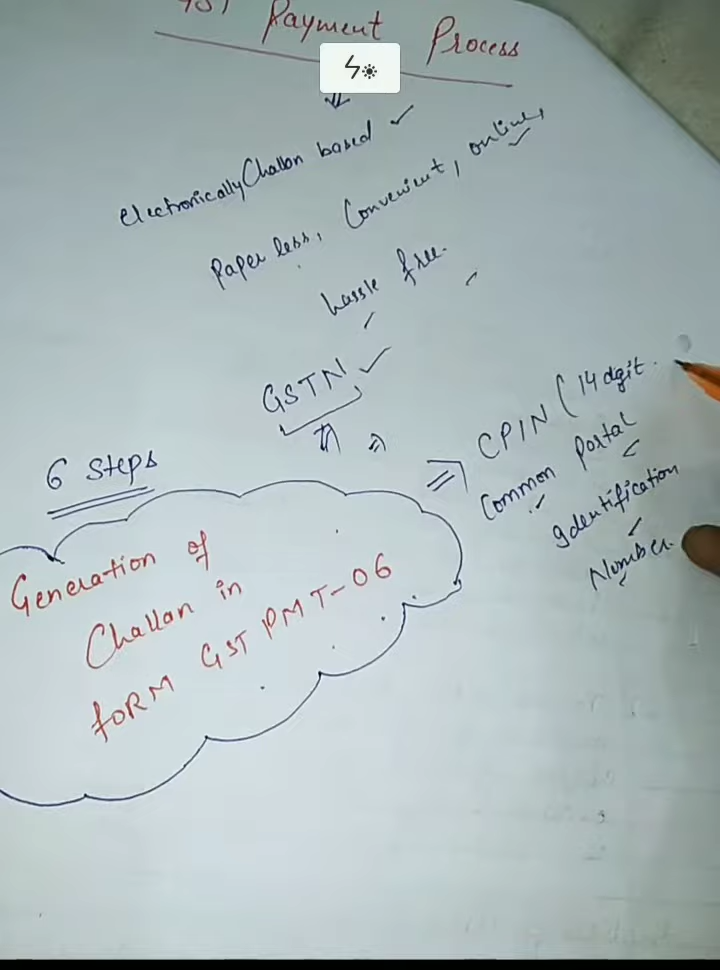 GST Payment Process
electronically Challan based
Paper less, Convenient, online,
hassle free.
GSTN
6 Steps
Generation of
Challan in
foRM GST PMT-06
CPIN (14 dgit
Common Portal
Identification
Number.